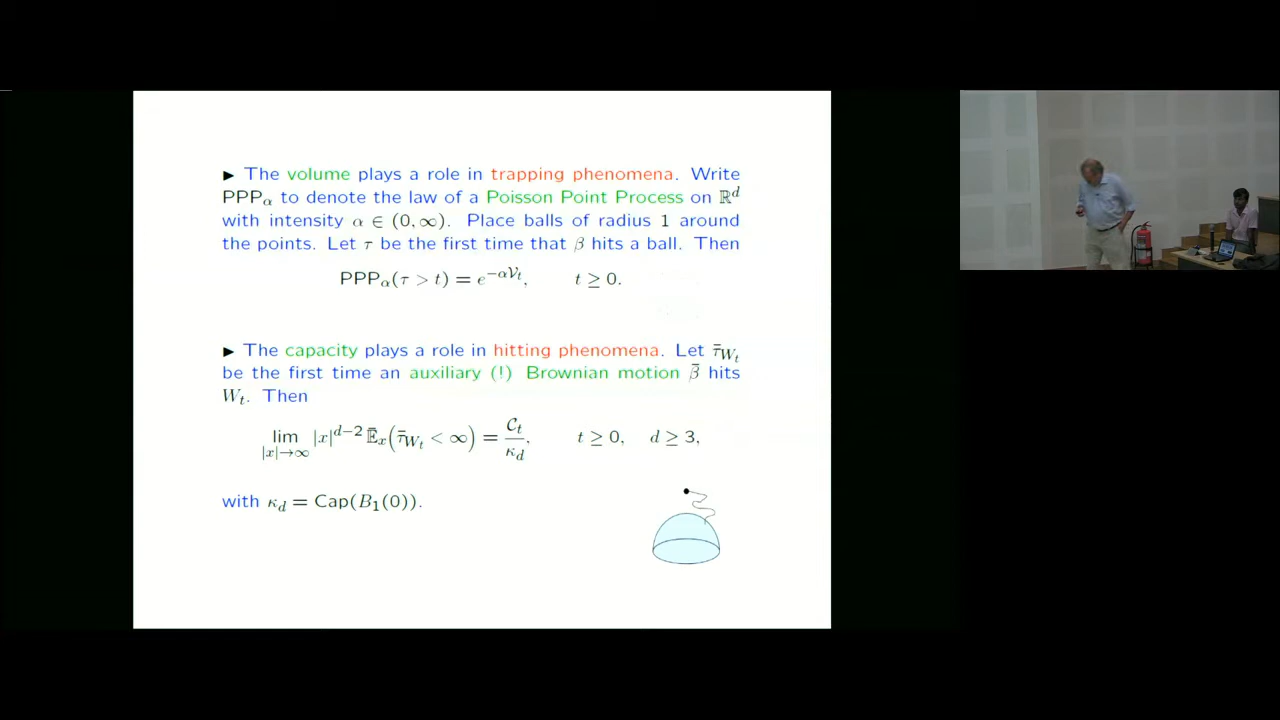 ► The volume plays a role in trapping phenomena. Write
PPP_α to denote the law of a Poisson Point Process on ℝ^d
with intensity α ∈ (0, ∞). Place balls of radius 1 around
the points. Let τ be the first time that β hits a ball. Then
PPP_α(τ > t) = e^{−α𝒱_t}, t ≥ 0.
► The capacity plays a role in hitting phenomena. Let τ̄_{W_t}
be the first time an auxiliary (!) Brownian motion β̄ hits
W_t. Then
lim_{|x|→∞} |x|^{d−2} 𝔼̄_x(τ̄_{W_t} < ∞) = 𝒞_t / κ_d, t ≥ 0, d ≥ 3,
with κ_d = Cap(B_1(0)).